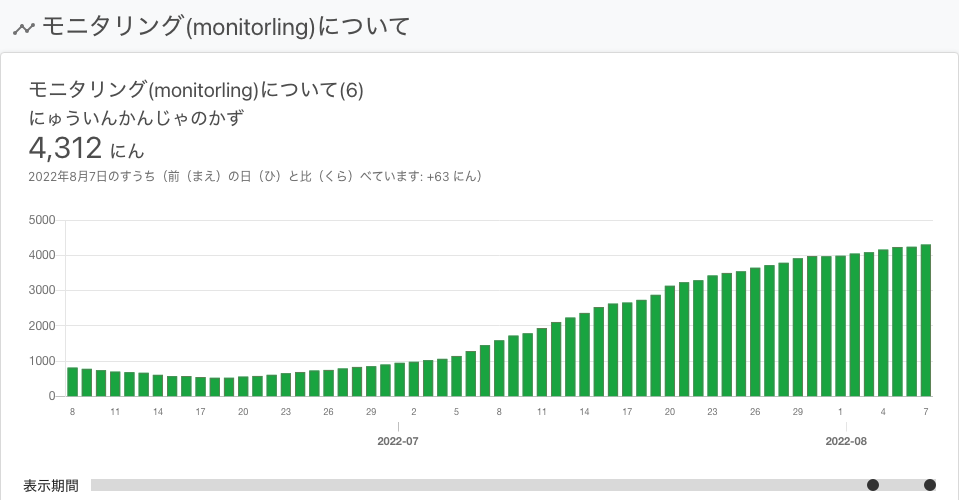 モニタリング(monitorling)について
モニタリング(monitorling)について(6)
にゅういんかんじゃのかず
4,312 にん
2022年8月7日のすうち（前（まえ）の日（ひ）と比（くら）べています: +63 にん）
5000
4000
3000
2000
1000
0
8 11 14 17 20 23 26 29 2 5 8 11 14 17 20 23 26 29 1 4 7
2022-07 2022-08
表示期間